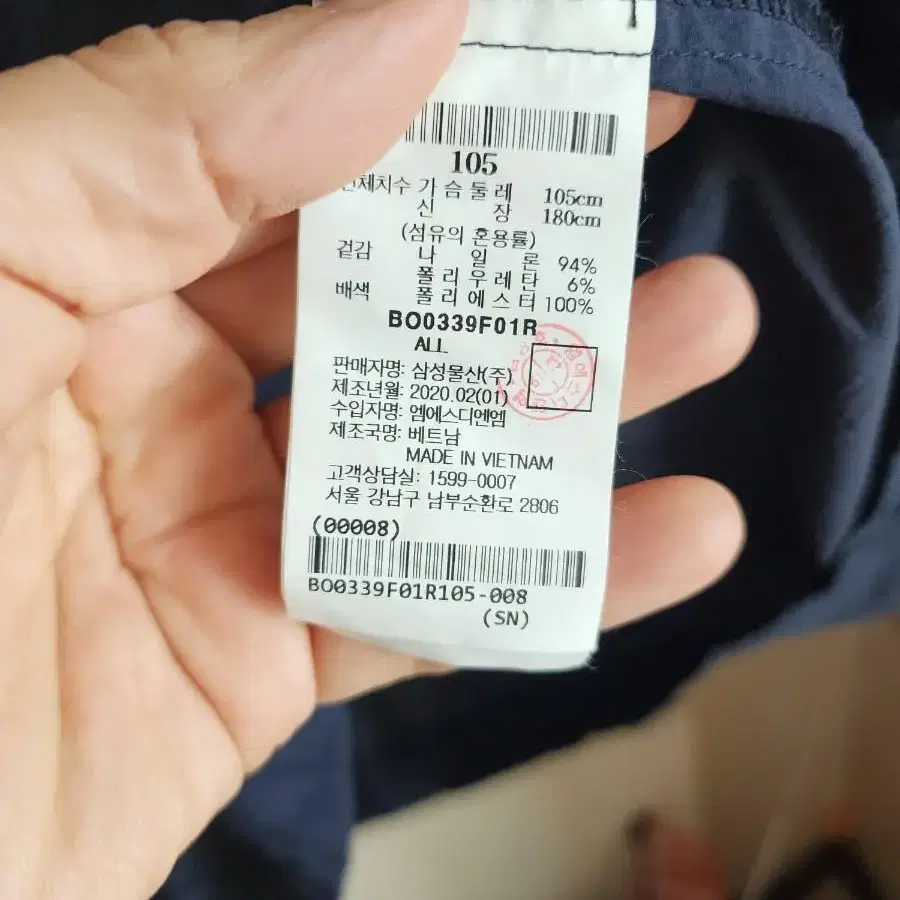 105
신체치수 가 슴 둘 레 105cm
신 장 180cm
(섬유의 혼용률)
겉감 나 일 론 94%
폴 리 우 레 탄 6%
배색 폴 리 에 스 터 100%
BO0339F01R
ALL
판매자명: 삼성물산(주)
제조년월: 2020.02(01)
수입자명: 엠에스디엔엠
제조국명: 베트남
MADE IN VIETNAM
고객상담실: 1599-0007
서울 강남구 남부순환로 2806
(00008)
BO0339F01R105-008
(SN)